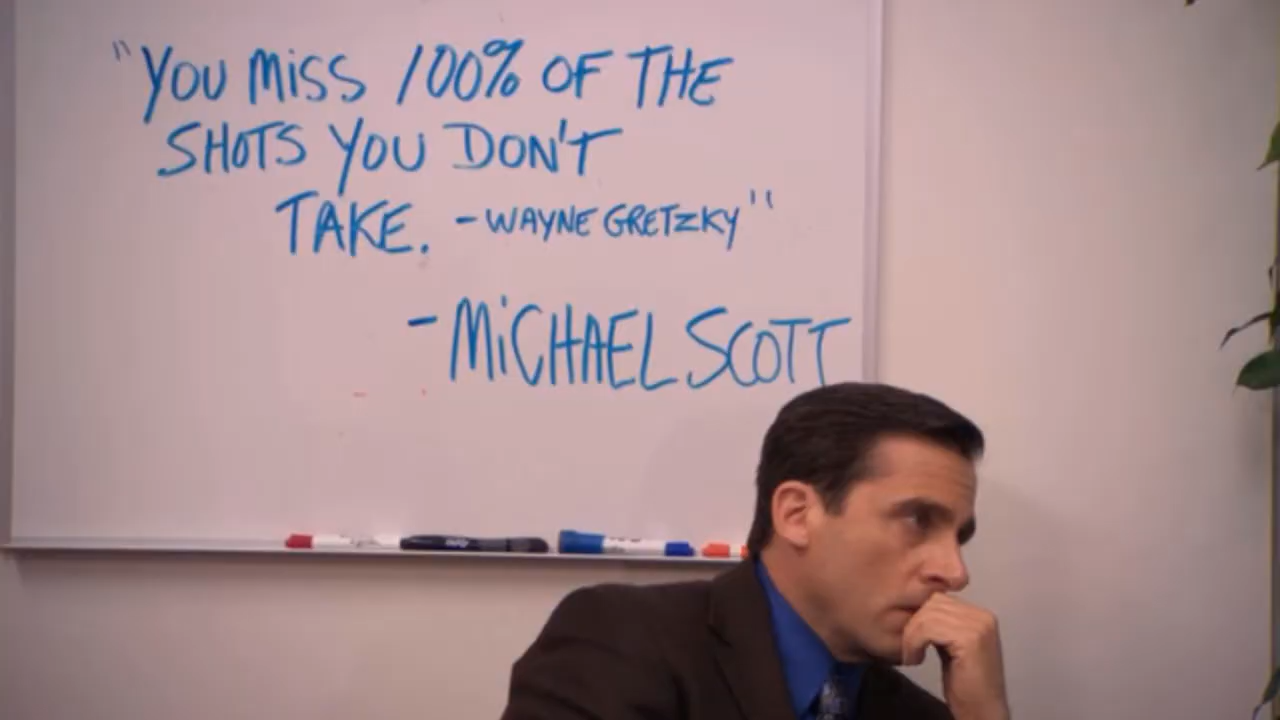 "YOU MiSS 100% OF THE
SHOTS YOU DON'T
TAKE. - WAYNE GRETZKY"
- MiCHAEL SCOTT